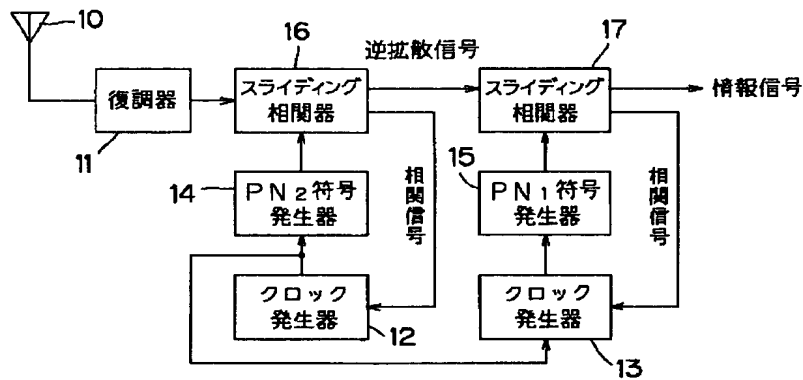 10
16
逆拡散信号
17
復調器
スライディング
相関器
スライディング
相関器
情報信号
11
14
PN2符号
発生器
相関信号
15
PN1符号
発生器
相関信号
クロック
発生器
12
クロック
発生器
13